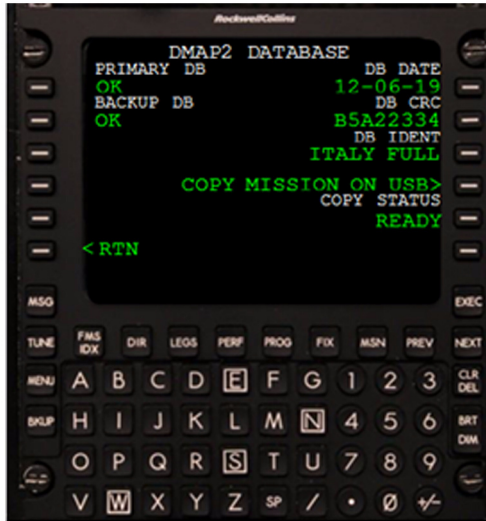 RockwellCollins
DMAP2 DATABASE
PRIMARY DB DB DATE
OK 12-06-19
BACKUP DB DB CRC
OK B5A22334
DB IDENT
ITALY FULL
COPY MISSION ON USB>
COPY STATUS
READY
<RTN
MSG EXEC
TUNE FMS IDX DIR LEGS PERF PROG FIX MSN PREV NEXT
MENU A B C D E F G 1 2 3 CLR DEL
BKUP H I J K L M N 4 5 6 BRT DIM
O P Q R S T U 7 8 9
V W X Y Z SP / • Ø +/-